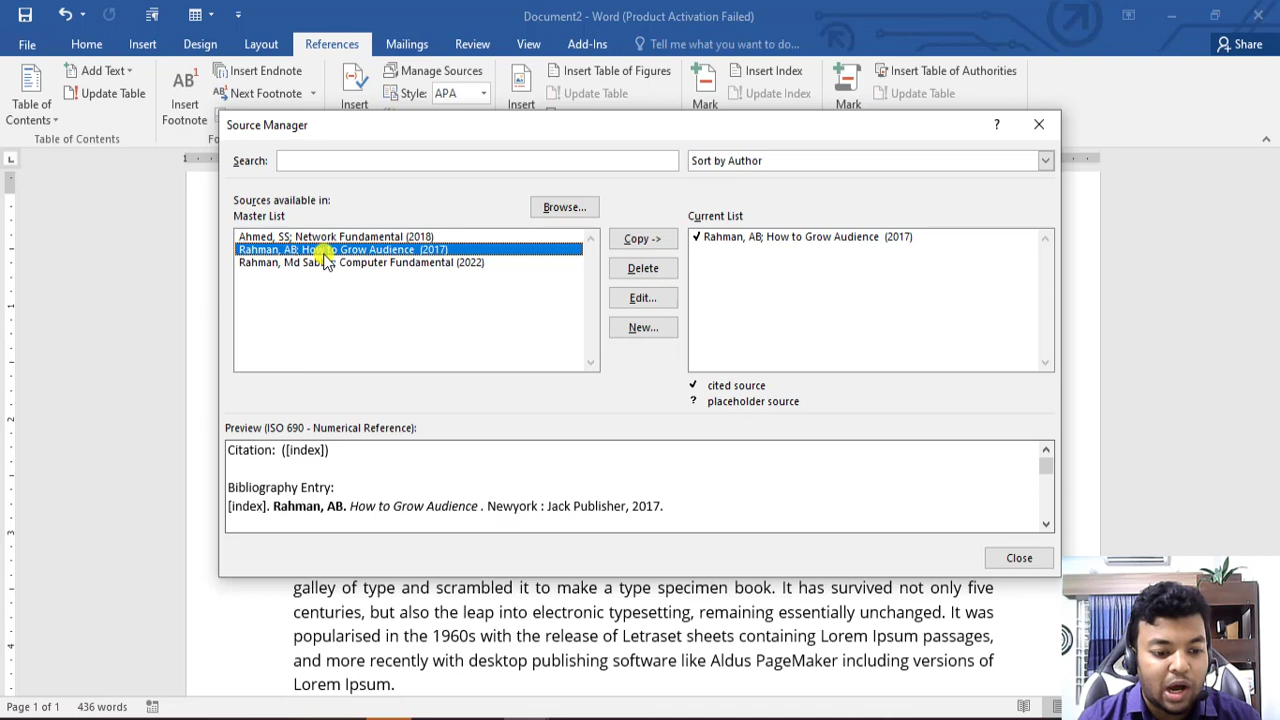 Document2 - Word (Product Activation Failed)
File Home Insert Design Layout References Mailings Review View Add-Ins Tell me what you want to do... Share
Table of Contents
Add Text
Update Table
Table of Contents
AB1
Insert Footnote
Insert Endnote
Next Footnote
Insert
Manage Sources
Style: APA
Insert
Insert Table of Figures
Update Table
Mark
Insert Index
Update Index
Mark
Insert Table of Authorities
Update Table
Source Manager
?
Search:
Sort by Author
Sources available in:
Master List
Browse...
Current List
Ahmed, SS; Network Fundamental (2018)
Rahman, AB; How to Grow Audience (2017)
Rahman, Md Sab; Computer Fundamental (2022)
Copy ->
Delete
Edit...
New...
✓ Rahman, AB; How to Grow Audience (2017)
✓ cited source
? placeholder source
Preview (ISO 690 - Numerical Reference):
Citation: ([index])
Bibliography Entry:
[index]. Rahman, AB. How to Grow Audience . Newyork : Jack Publisher, 2017.
Close
galley of type and scrambled it to make a type specimen book. It has survived not only five
centuries, but also the leap into electronic typesetting, remaining essentially unchanged. It was
popularised in the 1960s with the release of Letraset sheets containing Lorem Ipsum passages,
and more recently with desktop publishing software like Aldus PageMaker including versions of
Lorem Ipsum.
Page 1 of 1 436 words